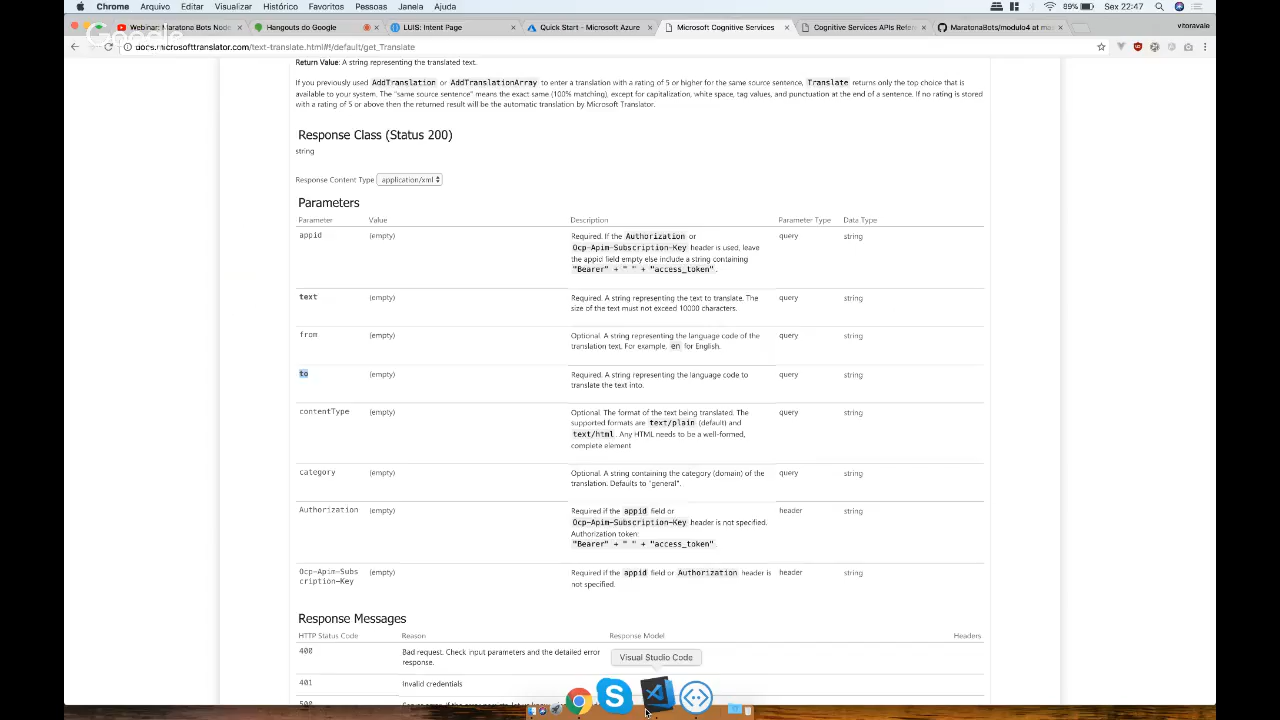 Chrome Arquivo Editar Visualizar Histórico Favoritos Pessoas Janela Ajuda 89% Sex 22:47
Webinar: Maratona Bots Node Hangouts do Google LUIS: Intent Page Quick Start - Microsoft Azure Microsoft Cognitive Services Cognitive Services APIs Refere MaratonaBots/modulo4 at ma vitoravale
docs.microsofttranslator.com/text-translate.html#!/default/get_Translate
Google
Return Value: A string representing the translated text.
If you previously used AddTranslation or AddTranslationArray to enter a translation with a rating of 5 or higher for the same source sentence, Translate returns only the top choice that is
available to your system. The "same source sentence" means the exact same (100% matching), except for capitalization, white space, tag values, and punctuation at the end of a sentence. If no rating is stored
with a rating of 5 or above then the returned result will be the automatic translation by Microsoft Translator.
Response Class (Status 200)
string
Response Content Type application/xml
Parameters
Parameter Value Description Parameter Type Data Type
appid (empty) Required. If the Authorization or query string
Ocp-Apim-Subscription-Key header is used, leave
the appid field empty else include a string containing
"Bearer" + " " + "access_token".
text (empty) Required. A string representing the text to translate. The query string
size of the text must not exceed 10000 characters.
from (empty) Optional. A string representing the language code of the query string
translation text. For example, en for English.
to (empty) Required. A string representing the language code to query string
translate the text into.
contentType (empty) Optional. The format of the text being translated. The query string
supported formats are text/plain (default) and
text/html. Any HTML needs to be a well-formed,
complete element
category (empty) Optional. A string containing the category (domain) of the query string
translation. Defaults to "general".
Authorization (empty) Required if the appid field or header string
Ocp-Apim-Subscription-Key header is not specified.
Authorization token:
"Bearer" + " " + "access_token".
Ocp-Apim-Subs (empty) Required if the appid field or Authorization header is header string
cription-Key not specified.
Response Messages
HTTP Status Code Reason Response Model Headers
400 Bad request. Check input parameters and the detailed error
response.
Visual Studio Code
401 Invalid credentials